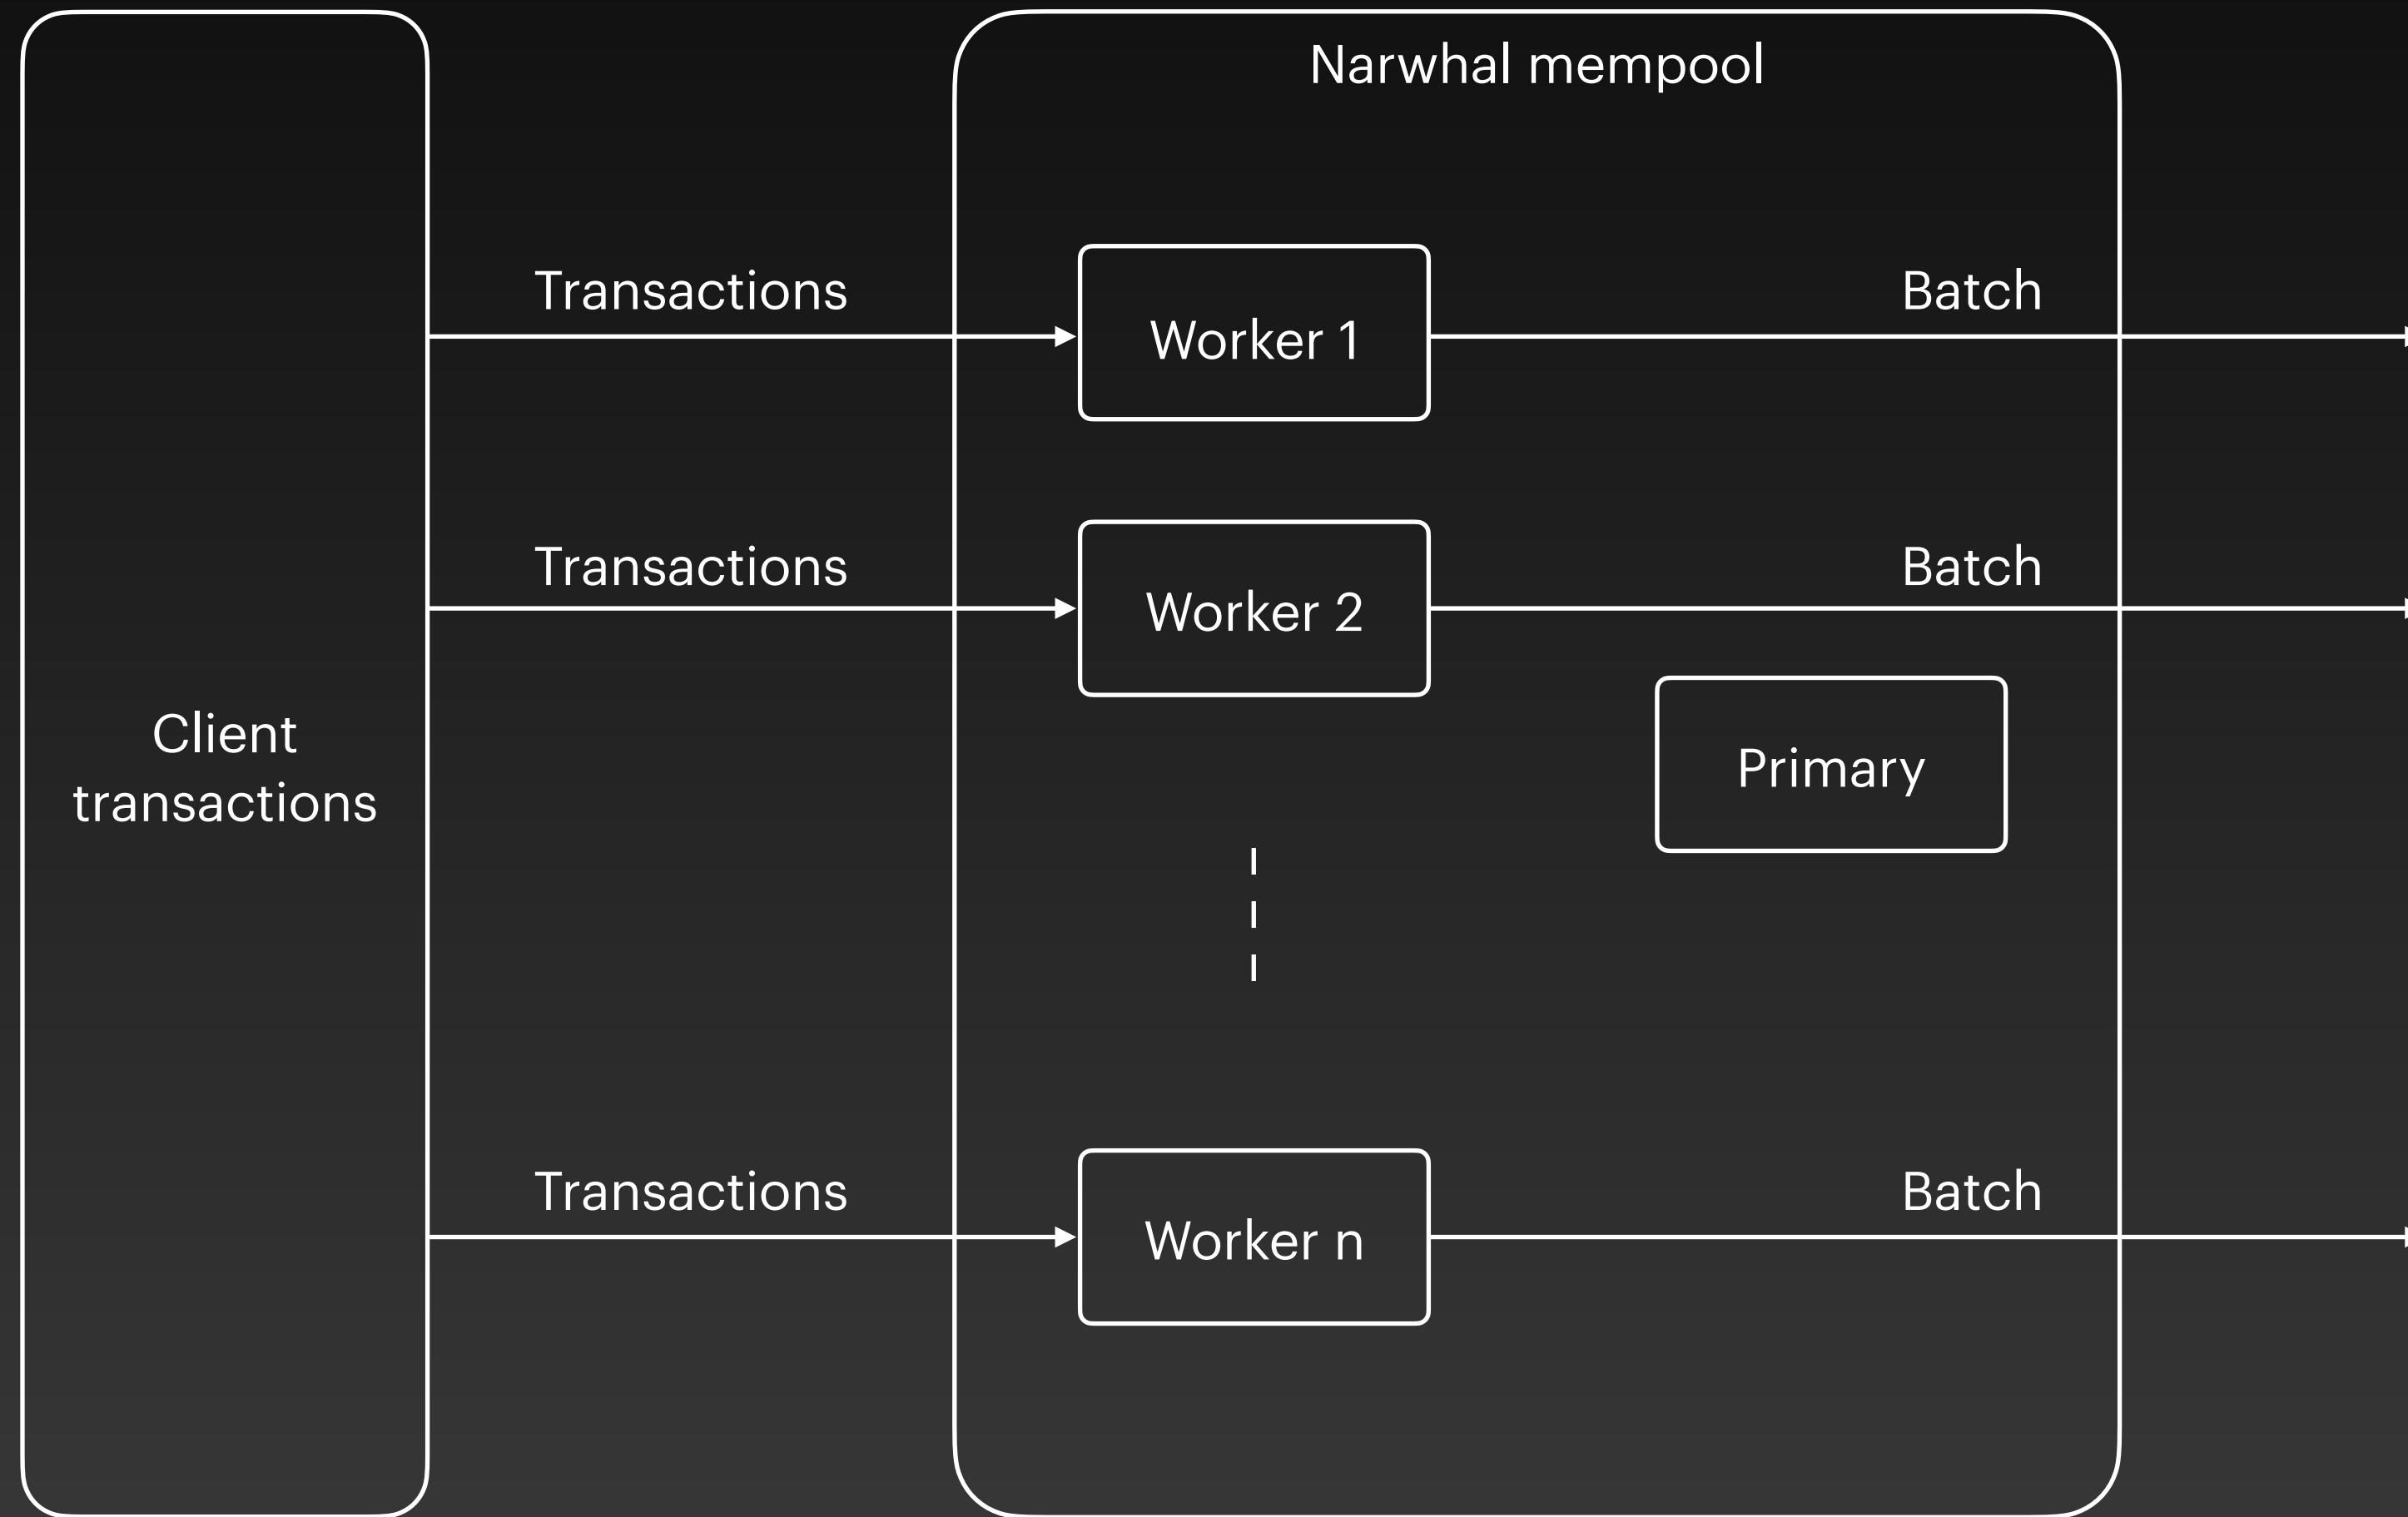 Narwhal mempool
Transactions
Worker 1
Batch
Transactions
Worker 2
Batch
Client
transactions
Primary
Transactions
Worker n
Batch